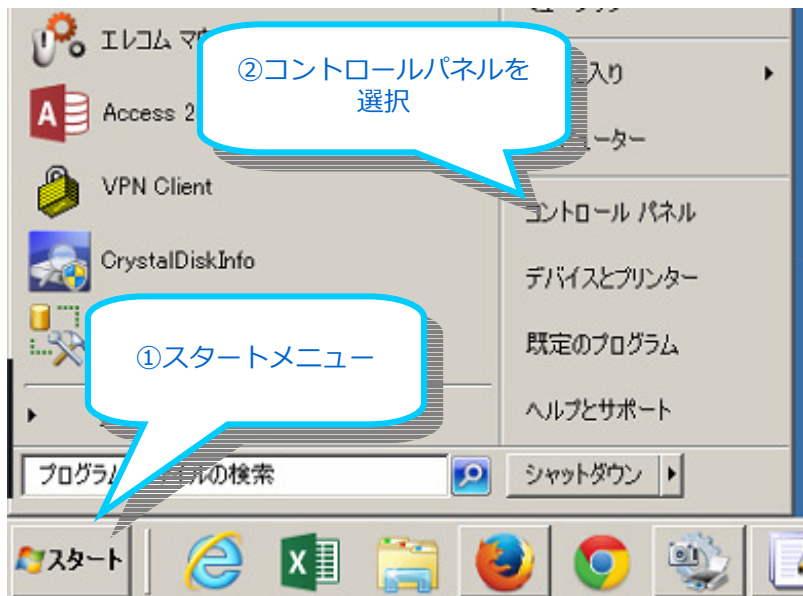 エレコム マウ
②コントロールパネルを
選択
に入り
Access 2
ーター
VPN Client
コントロール パネル
CrystalDiskInfo
デバイスとプリンター
①スタートメニュー
既定のプログラム
ヘルプとサポート
プログラム
ルの検索
シャットダウン
スタート